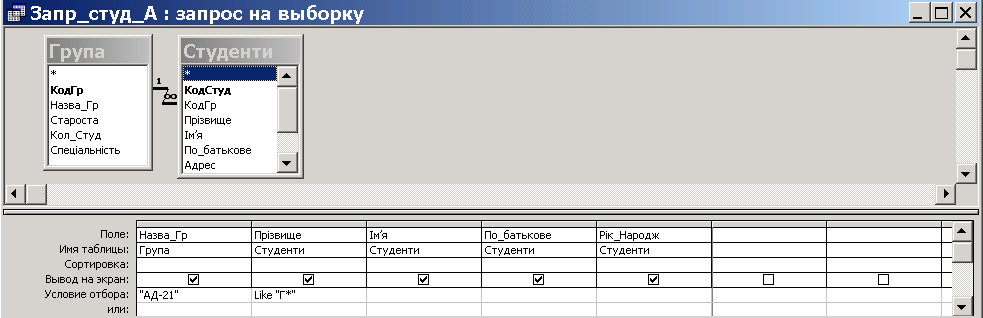 Запр_студ_А : запрос на выборку
Група
*
КодГр
Назва_Гр
Староста
Кол_Студ
Спеціальність
1
∞
Студенти
*
КодСтуд
КодГр
Прізвище
Ім'я
По_батькове
Адрес
Поле: Назва_Гр Прізвище Ім'я По_батькове Рік_Народж
Имя таблицы: Група Студенти Студенти Студенти Студенти
Сортировка:
Вывод на экран:
Условие отбора: "АД-21" Like "Г*"
или: